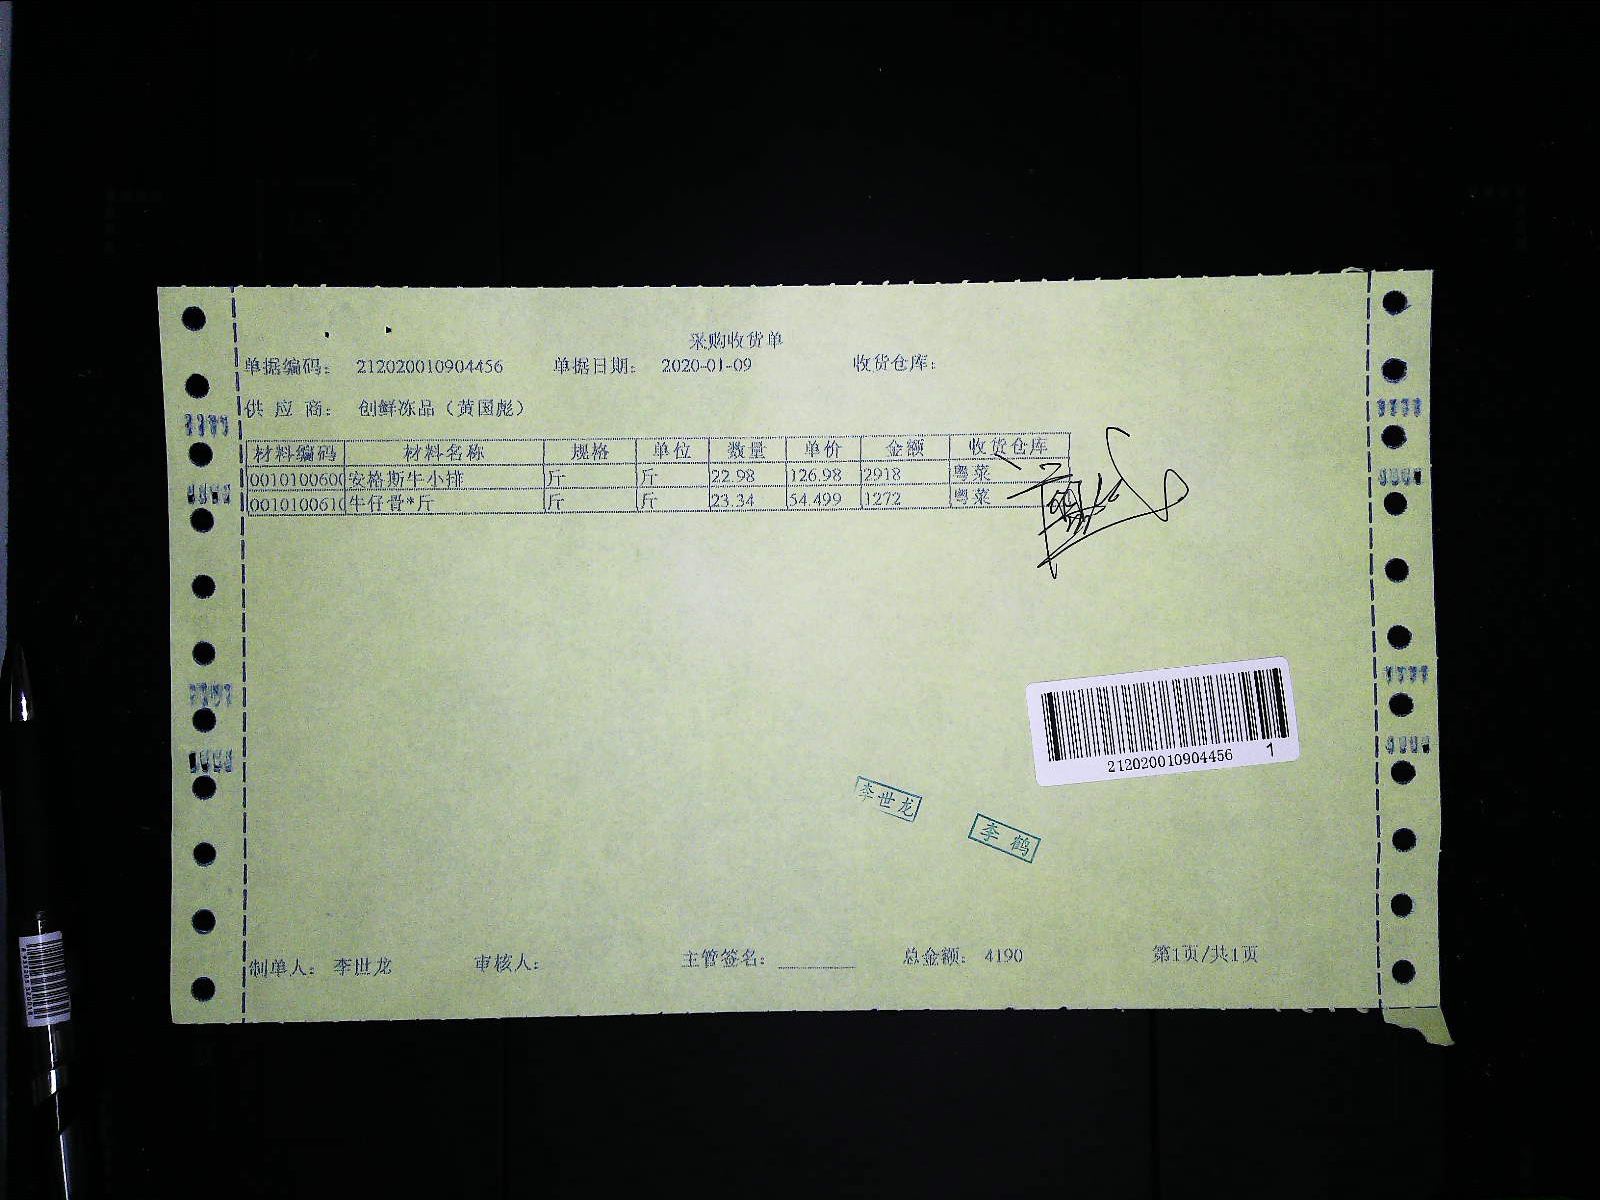 采购收货单
单据编码： 212020010904456 单据日期： 2020-01-09 收货仓库：
供 应 商： 创鲜冻品（黄国彪）
材料编码 材料名称 规格 单位 数量 单价 金额 收货仓库
0010100600 安格斯牛小排 斤 斤 22.98 126.98 2918 粤菜
0010100610 牛仔骨*斤 斤 斤 23.34 54.499 1272 粤菜
212020010904456 1
李世龙
李鹤
制单人： 李世龙 审核人： 主管签名： 总金额： 4190 第1页/共1页